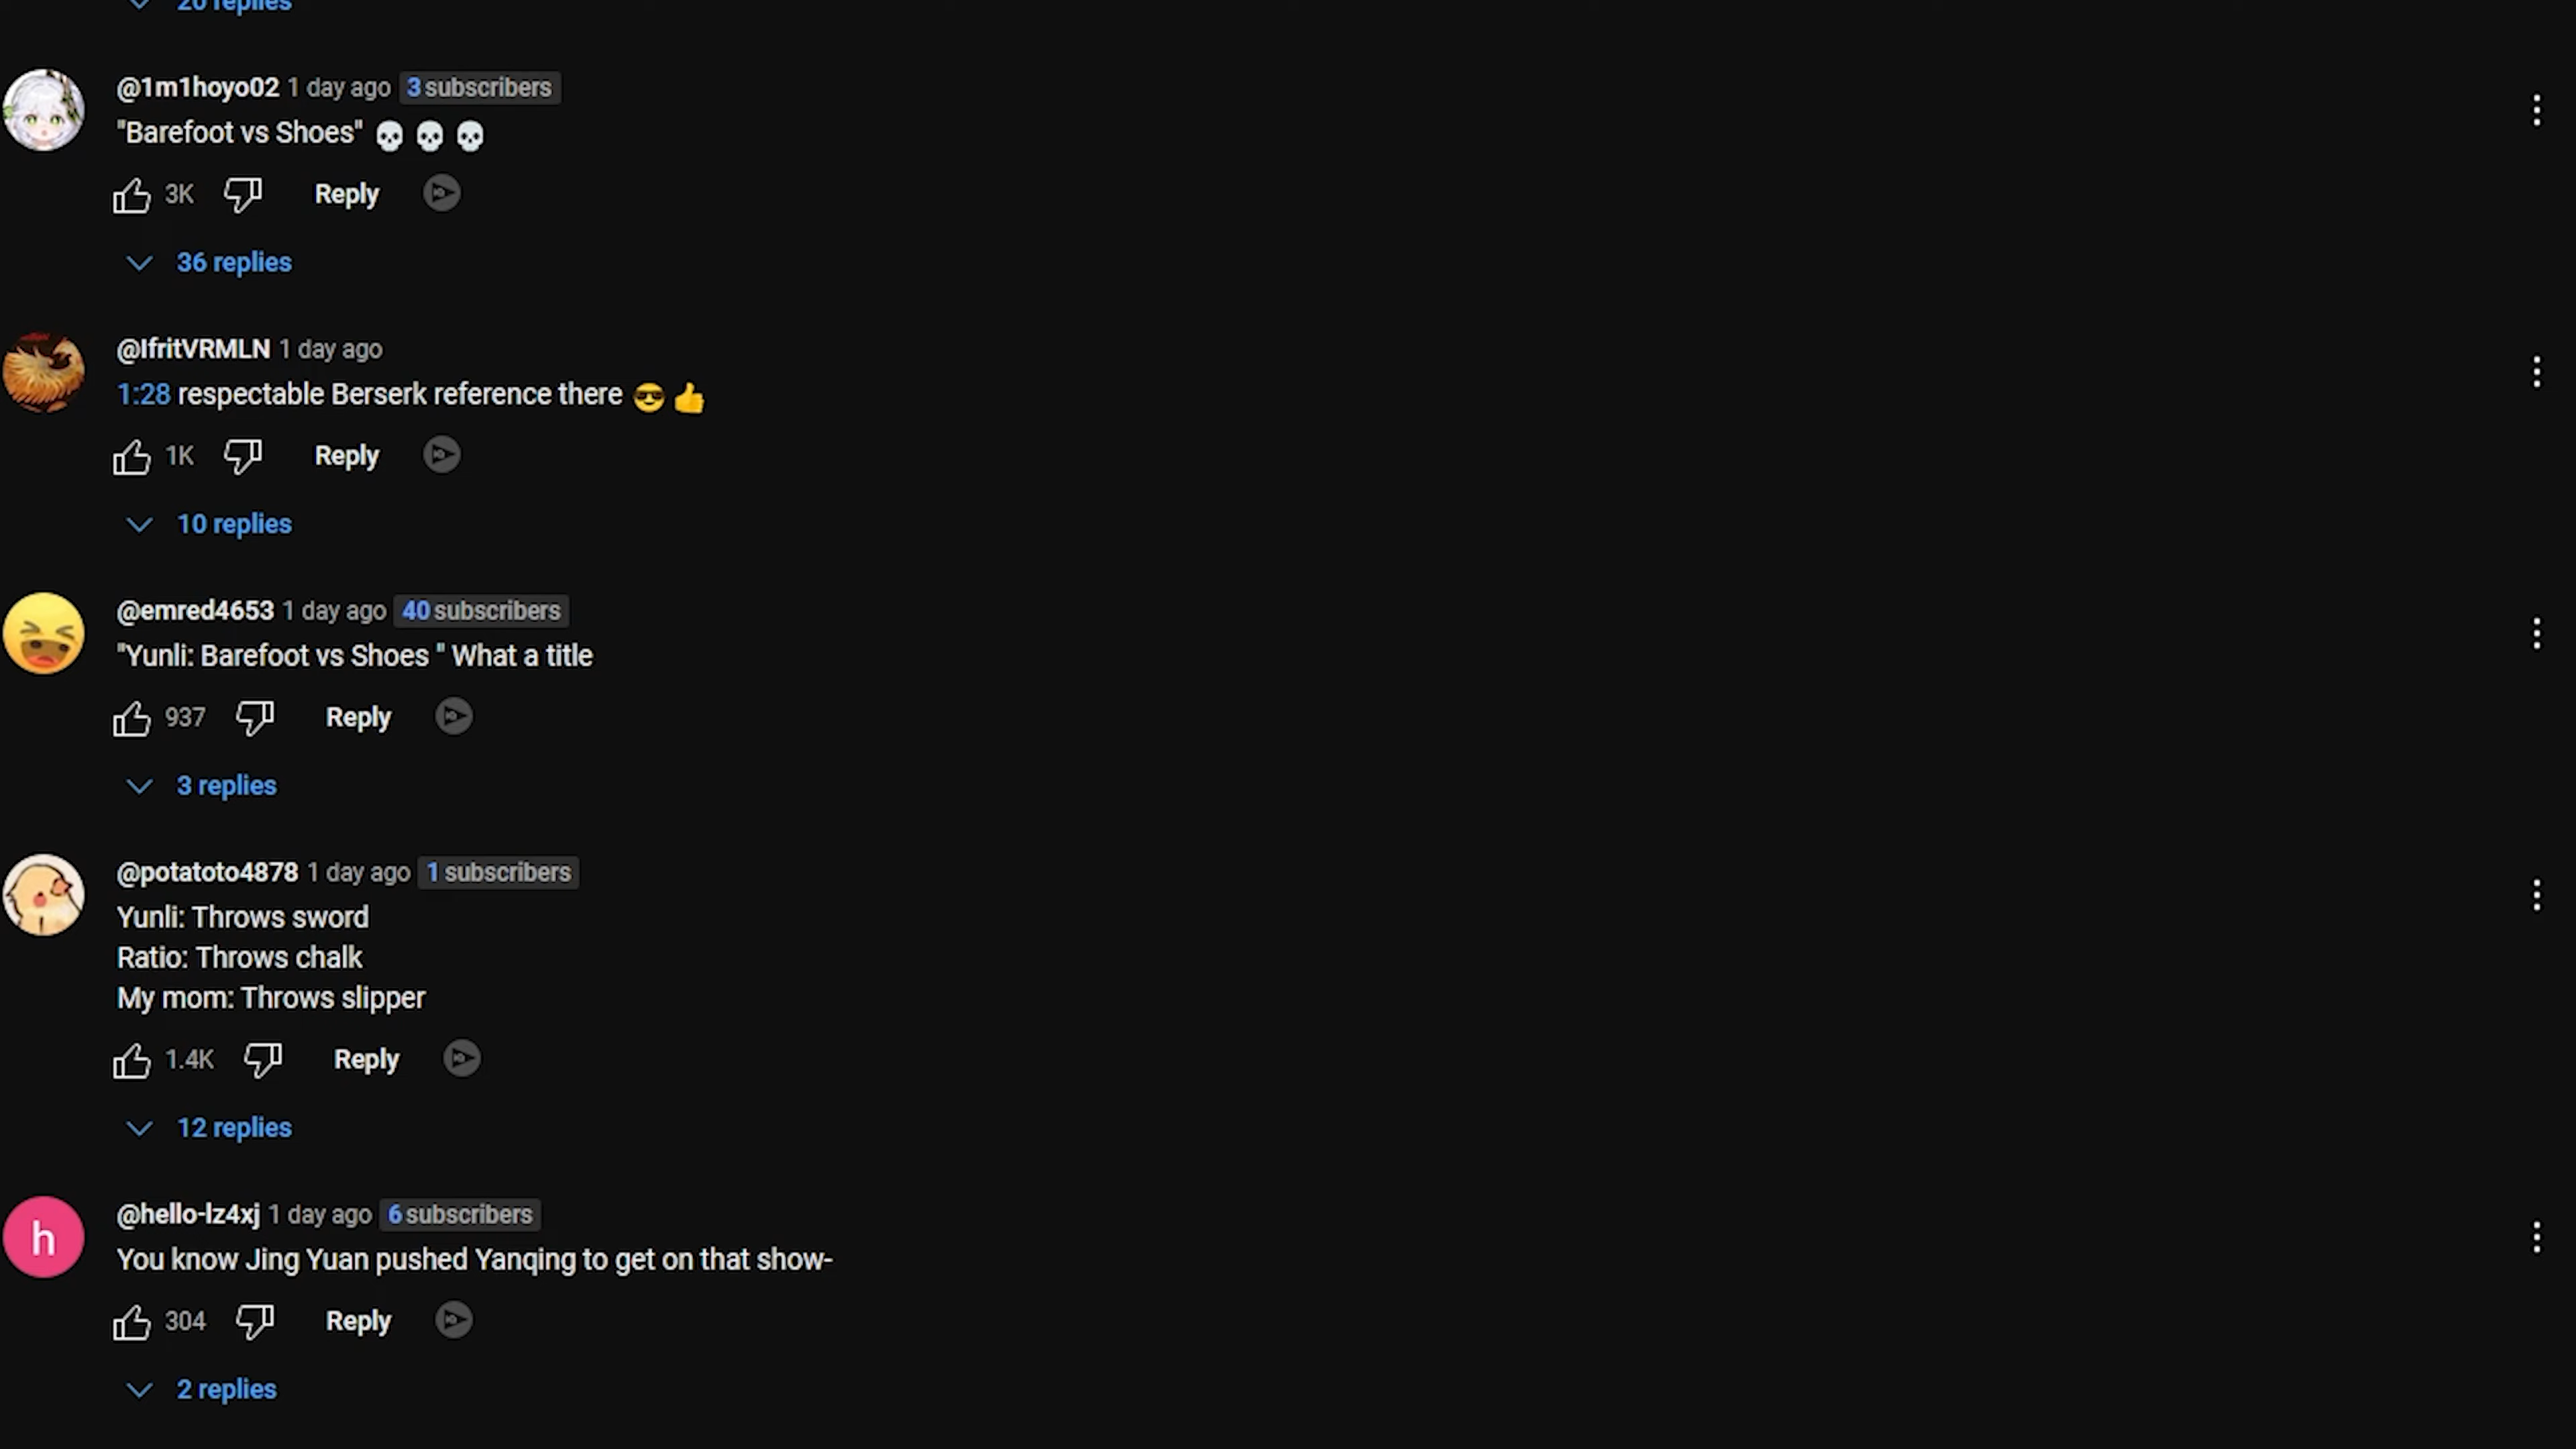 20 replies
@1m1hoyo02 1 day ago 3 subscribers
"Barefoot vs Shoes" 💀 💀 💀
3K Reply
36 replies
@IfritVRMLN 1 day ago
1:28 respectable Berserk reference there 😎 👍
1K Reply
10 replies
@emred4653 1 day ago 40 subscribers
"Yunli: Barefoot vs Shoes " What a title
937 Reply
3 replies
@potatoto4878 1 day ago 1 subscribers
Yunli: Throws sword
Ratio: Throws chalk
My mom: Throws slipper
1.4K Reply
12 replies
h
@hello-lz4xj 1 day ago 6 subscribers
You know Jing Yuan pushed Yanqing to get on that show-
304 Reply
2 replies